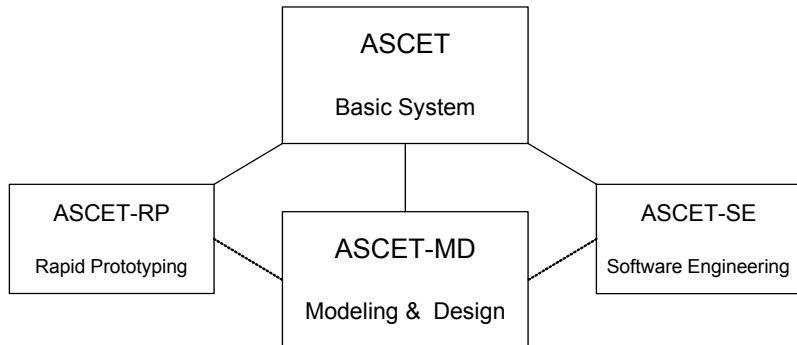 ASCET
Basic System
ASCET-RP
Rapid Prototyping
ASCET-MD
Modeling & Design
ASCET-SE
Software Engineering